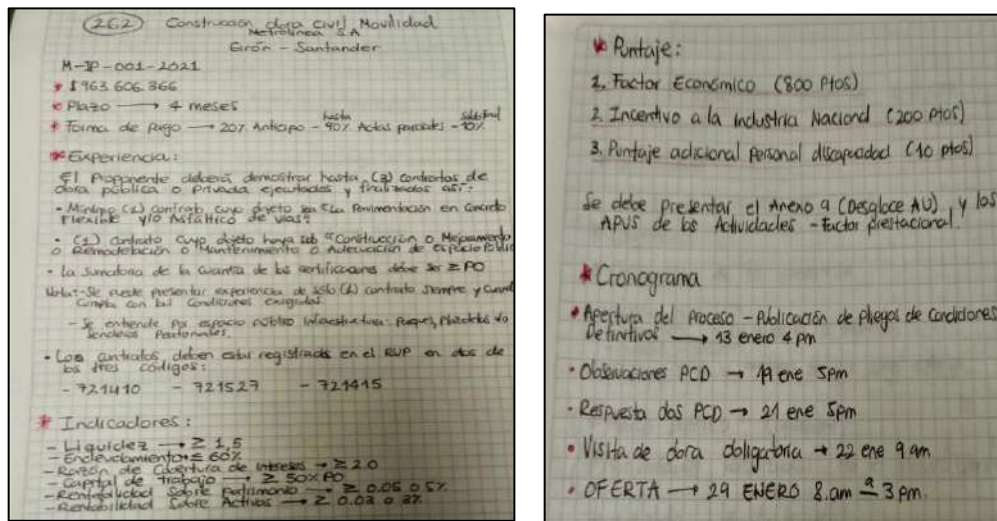 262 Construcción obra civil Movilidad
Metrolínea S.A
Girón - Santander
M-IP-001-2021
$963.606.366
Plazo → 4 meses
Forma de pago → 20% Anticipo - hasta 90% Actas parciales - 10%
Experiencia:
El Proponente deberá demostrar hasta (3) contratos de
obra pública o privada ejecutados y finalizados así:
- Mínimo (1) contrato cuyo objeto sea "La Pavimentación en Concreto
Flexible y/o Asfáltico de vías"
- (1) contrato cuyo objeto haya sido "Construcción o Mejoramiento
o Remodelación o Mantenimiento o Adecuación de Espacio Público
• La sumatoria de la cuantía de las certificaciones debe ser ≥ PO
Nota: - Se puede presentar experiencia de solo (1) contrato siempre y cuando
cumpla con las condiciones exigidas.
- Se entiende por espacio público infraestructura: parques, plazoletas y/o
senderos Peatonales.
• Los contratos deben estar registrados en el RUP en dos de
los tres códigos:
- 721410 - 721527 - 721415
Indicadores:
- Liquidez → ≥ 1,5
- Endeudamiento ≤ 60%
- Razón de Cobertura de intereses → ≥ 2.0
- Capital de trabajo → ≥ 50% PO
- Rentabilidad Sobre Patrimonio → ≥ 0.05 o 5%
- Rentabilidad Sobre Activos → ≥ 0.03 o 3%
Puntaje:
1. Factor Económico (800 Ptos)
2. Incentivo a la industria Nacional (200 ptos)
3. Puntaje adicional personal discapacidad (10 ptos)
Se debe presentar el Anexo 9 (Desgloce AU), y los
APUS de las Actividades - Factor prestacional.
Cronograma
• Apertura del Proceso - Publicación de Pliegos de Condiciones
Definitivos → 13 enero 4 pm
• Observaciones PCD → 19 ene 5pm
• Respuesta obs PCD → 21 ene 5pm
• Visita de obra obligatoria → 22 ene 9 am
• OFERTA → 29 ENERO 8.am a 3 pm.